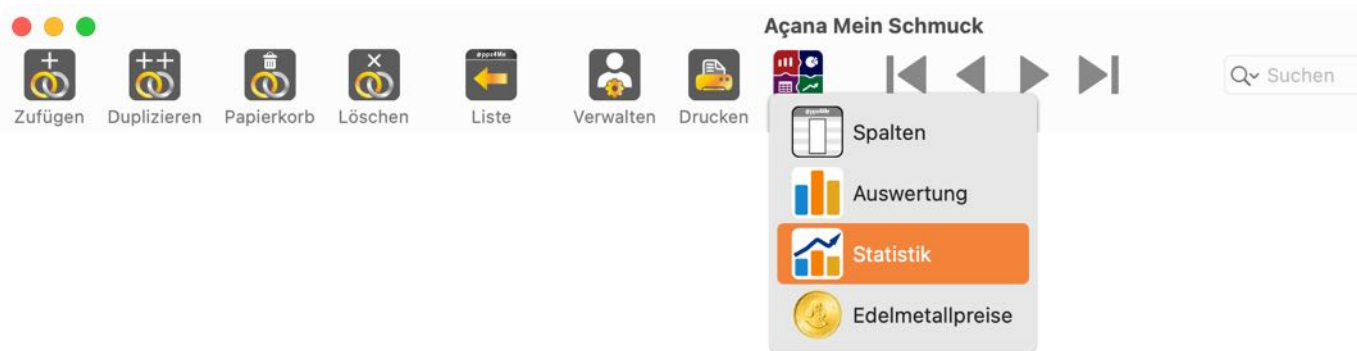 Açana Mein Schmuck
Zufügen Duplizieren Papierkorb Löschen Liste Verwalten Drucken Suchen
Spalten
Auswertung
Statistik
Edelmetallpreise